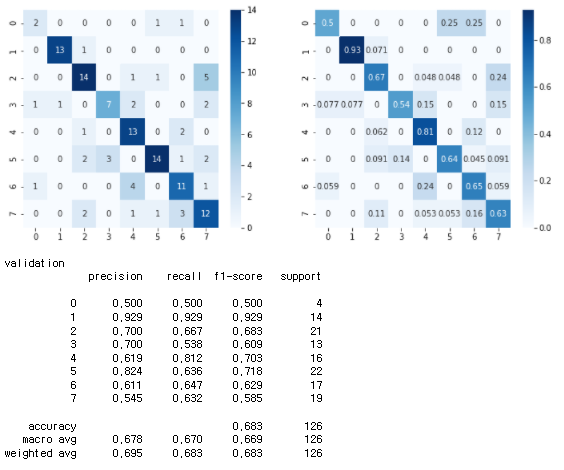 0 2 0 0 0 0 1 1 0
1 0 13 1 0 0 0 0 0
2 0 0 14 0 1 1 0 5
3 1 1 0 7 2 0 0 2
4 0 0 1 0 13 0 2 0
5 0 0 2 3 0 14 1 2
6 1 0 0 0 4 0 11 1
7 0 0 2 0 1 1 3 12
0 1 2 3 4 5 6 7
14
12
10
8
6
4
2
0
0 0.5 0 0 0 0 0.25 0.25 0
1 0 0.93 0.071 0 0 0 0 0
2 0 0 0.67 0 0.048 0.048 0 0.24
3 0.077 0.077 0 0.54 0.15 0 0 0.15
4 0 0 0.062 0 0.81 0 0.12 0
5 0 0 0.091 0.14 0 0.64 0.045 0.091
6 0.059 0 0 0 0.24 0 0.65 0.059
7 0 0 0.11 0 0.053 0.053 0.16 0.63
0 1 2 3 4 5 6 7
0.8
0.6
0.4
0.2
0.0
validation
precision recall f1-score support
0 0.500 0.500 0.500 4
1 0.929 0.929 0.929 14
2 0.700 0.667 0.683 21
3 0.700 0.538 0.609 13
4 0.619 0.812 0.703 16
5 0.824 0.636 0.718 22
6 0.611 0.647 0.629 17
7 0.545 0.632 0.585 19
accuracy 0.683 126
macro avg 0.678 0.670 0.669 126
weighted avg 0.695 0.683 0.683 126